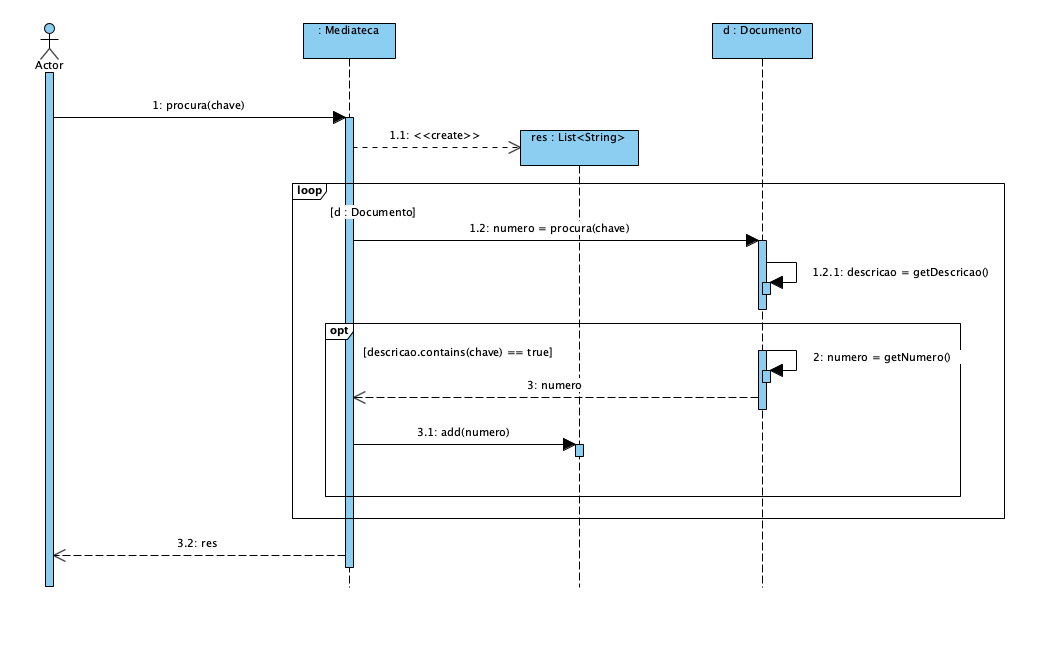 : Mediateca
d : Documento
Actor
1: procura(chave)
1.1: <<create>>
res : List<String>
loop
[d : Documento]
1.2: numero = procura(chave)
1.2.1: descricao = getDescricao()
opt
[descricao.contains(chave) == true]
2: numero = getNumero()
3: numero
3.1: add(numero)
3.2: res